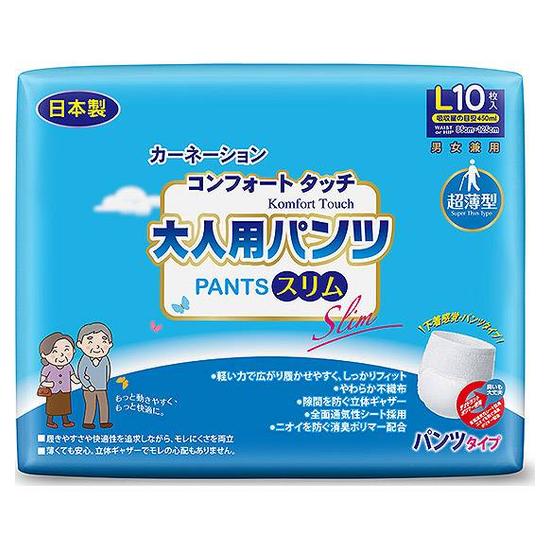 日本製
L10枚入
吸収量の目安450ml
WAIST or HIP 85cm~125cm
男女兼用
カーネーション
コンフォート タッチ
Komfort Touch
大人用パンツ
PANTS スリム
Slim
超薄型
Super Thin Type
下着感覚・パンツタイプ!
もっと動きやすく、
もっと快適に。
•軽い力で広がり履かせやすく、しっかりフィット
•やわらか不織布
•隙間を防ぐ立体ギャザー
•全面通気性シート採用
•ニオイを防ぐ消臭ポリマー配合
■履きやすさや快適性を追求しながら、モレにくさを両立
■薄くても安心、立体ギャザーでモレの心配もありません。
パンツタイプ